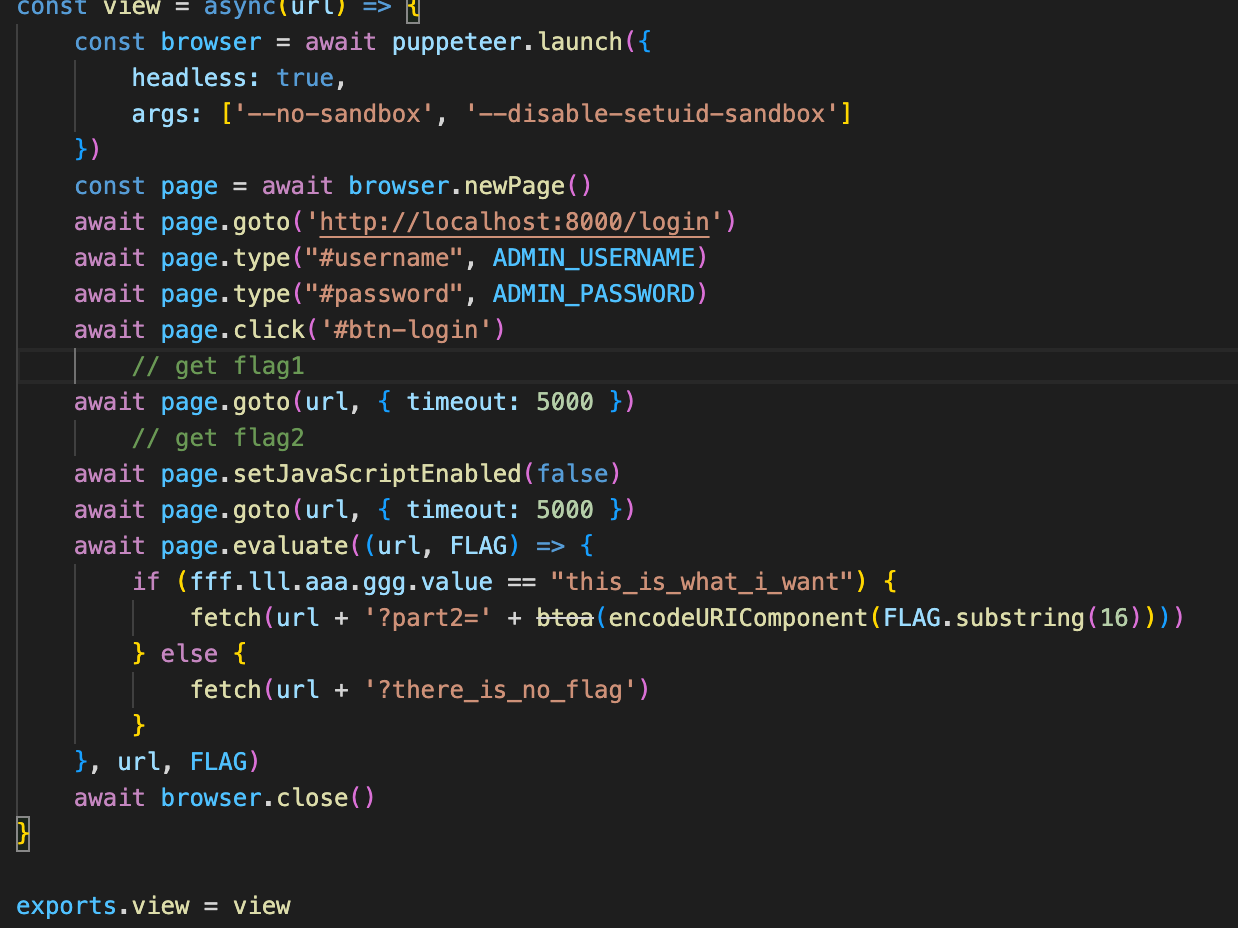 const view = async(url) => {
    const browser = await puppeteer.launch({
        headless: true,
        args: ['--no-sandbox', '--disable-setuid-sandbox']
    })
    const page = await browser.newPage()
    await page.goto('http://localhost:8000/login')
    await page.type("#username", ADMIN_USERNAME)
    await page.type("#password", ADMIN_PASSWORD)
    await page.click('#btn-login')
        // get flag1
    await page.goto(url, { timeout: 5000 })
        // get flag2
    await page.setJavaScriptEnabled(false)
    await page.goto(url, { timeout: 5000 })
    await page.evaluate((url, FLAG) => {
        if (fff.lll.aaa.ggg.value == "this_is_what_i_want") {
            fetch(url + '?part2=' + btoa(encodeURIComponent(FLAG.substring(16))))
        } else {
            fetch(url + '?there_is_no_flag')
        }
    }, url, FLAG)
    await browser.close()
}
exports.view = view